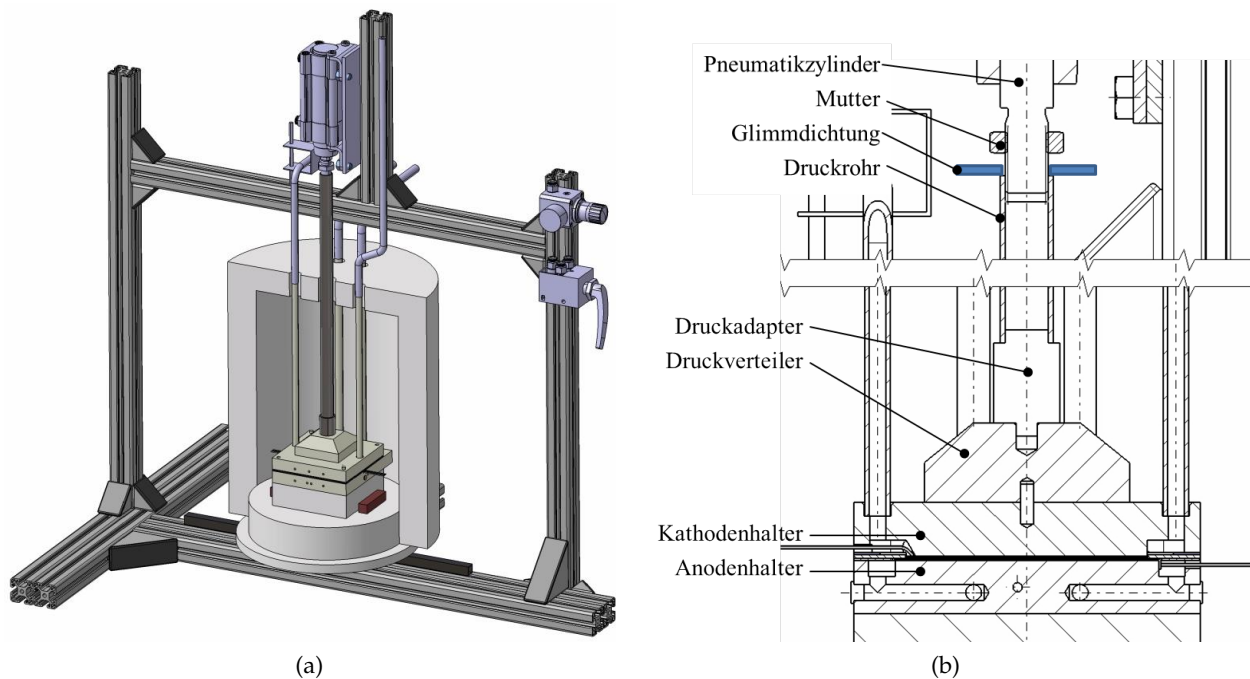 Pneumatikzylinder
Mutter
Glimmdichtung
Druckrohr
Druckadapter
Druckverteiler
Kathodenhalter
Anodenhalter
(a)
(b)